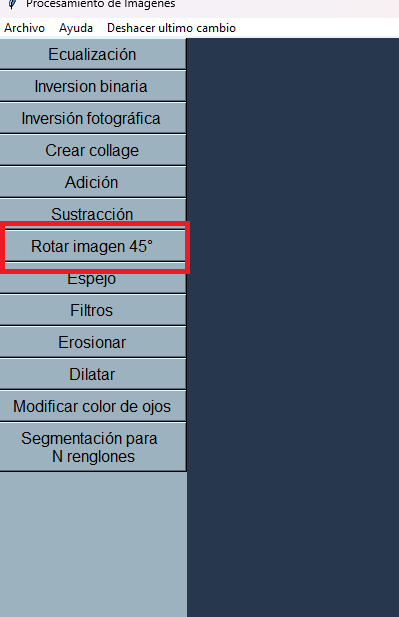 Procesamiento de Imágenes
Archivo Ayuda Deshacer ultimo cambio
Ecualización
Inversion binaria
Inversión fotográfica
Crear collage
Adición
Sustracción
Rotar imagen 45°
Espejo
Filtros
Erosionar
Dilatar
Modificar color de ojos
Segmentación para
N renglones